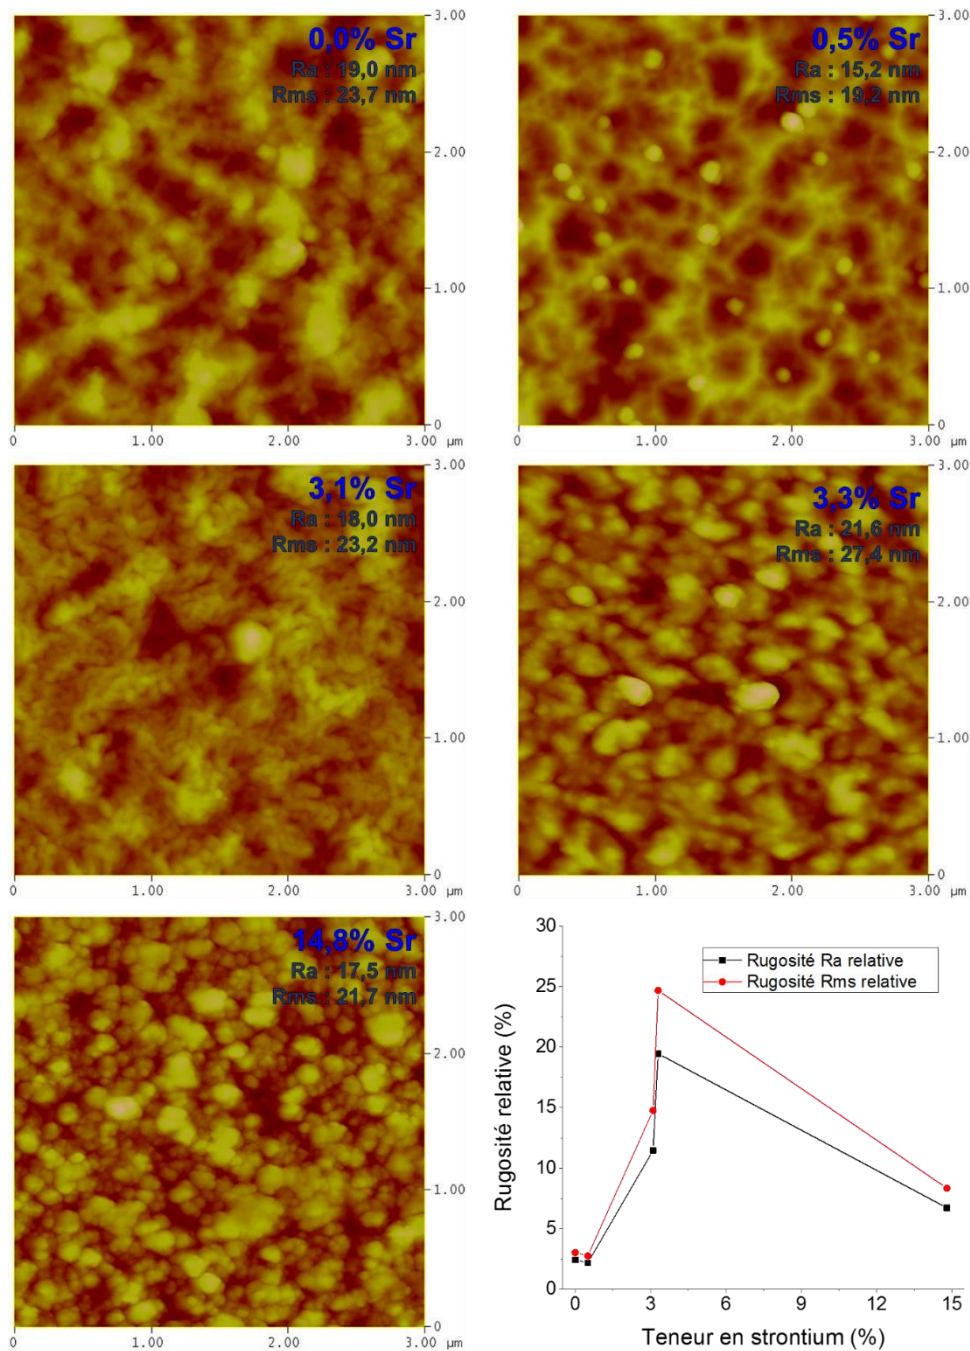 0,0% Sr
Ra : 19,0 nm
Rms : 23,7 nm
3.00
2.00
1.00
0
0 1.00 2.00 3.00 µm
0,5% Sr
Ra : 15,2 nm
Rms : 19,2 nm
3.00
2.00
1.00
0
0 1.00 2.00 3.00 µm
3,1% Sr
Ra : 18,0 nm
Rms : 23,2 nm
3.00
2.00
1.00
0
0 1.00 2.00 3.00 µm
3,3% Sr
Ra : 21,6 nm
Rms : 27,4 nm
3.00
2.00
1.00
0
0 1.00 2.00 3.00 µm
14,8% Sr
Ra : 17,5 nm
Rms : 21,7 nm
3.00
2.00
1.00
0
0 1.00 2.00 3.00 µm
Rugosité Ra relative
Rugosité Rms relative
Rugosité relative (%)
30
25
20
15
10
5
0
0 3 6 9 12 15
Teneur en strontium (%)